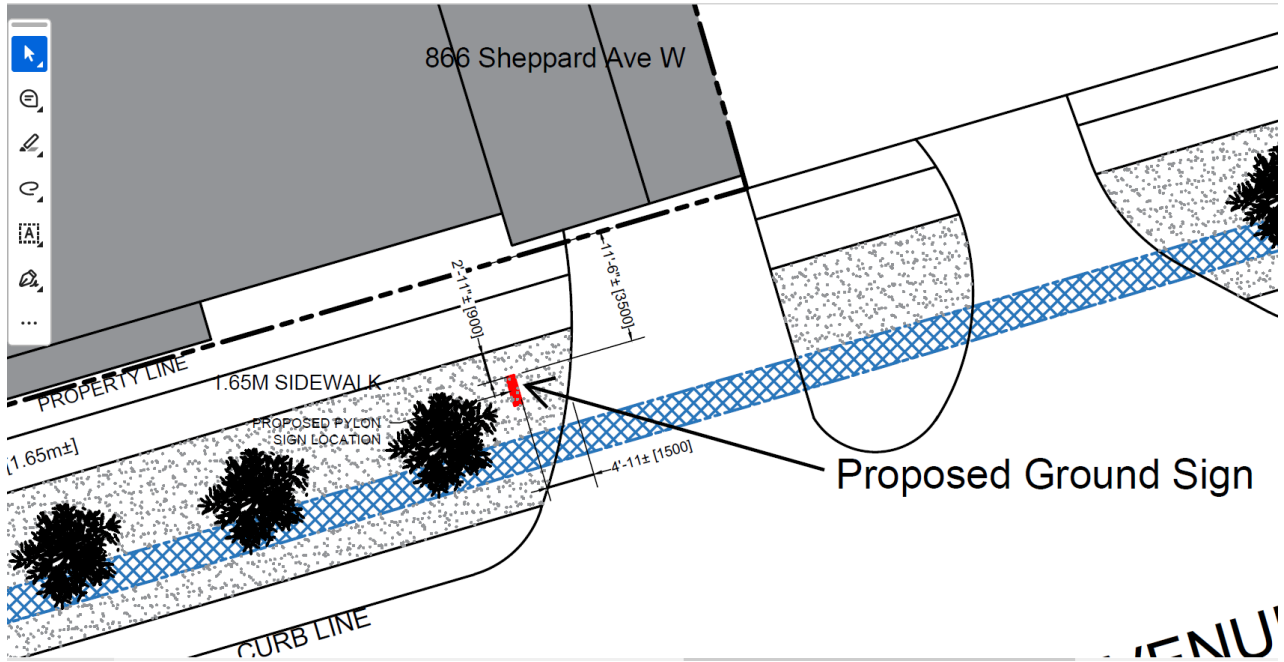 866 Sheppard Ave W
11'-6"± [3500]
2'-11"± [900]
PROPERTY LINE
1.65M SIDEWALK
PROPOSED PYLON
SIGN LOCATION
1.65m±]
4'-11± [1500]
Proposed Ground Sign
CURB LINE
VENU